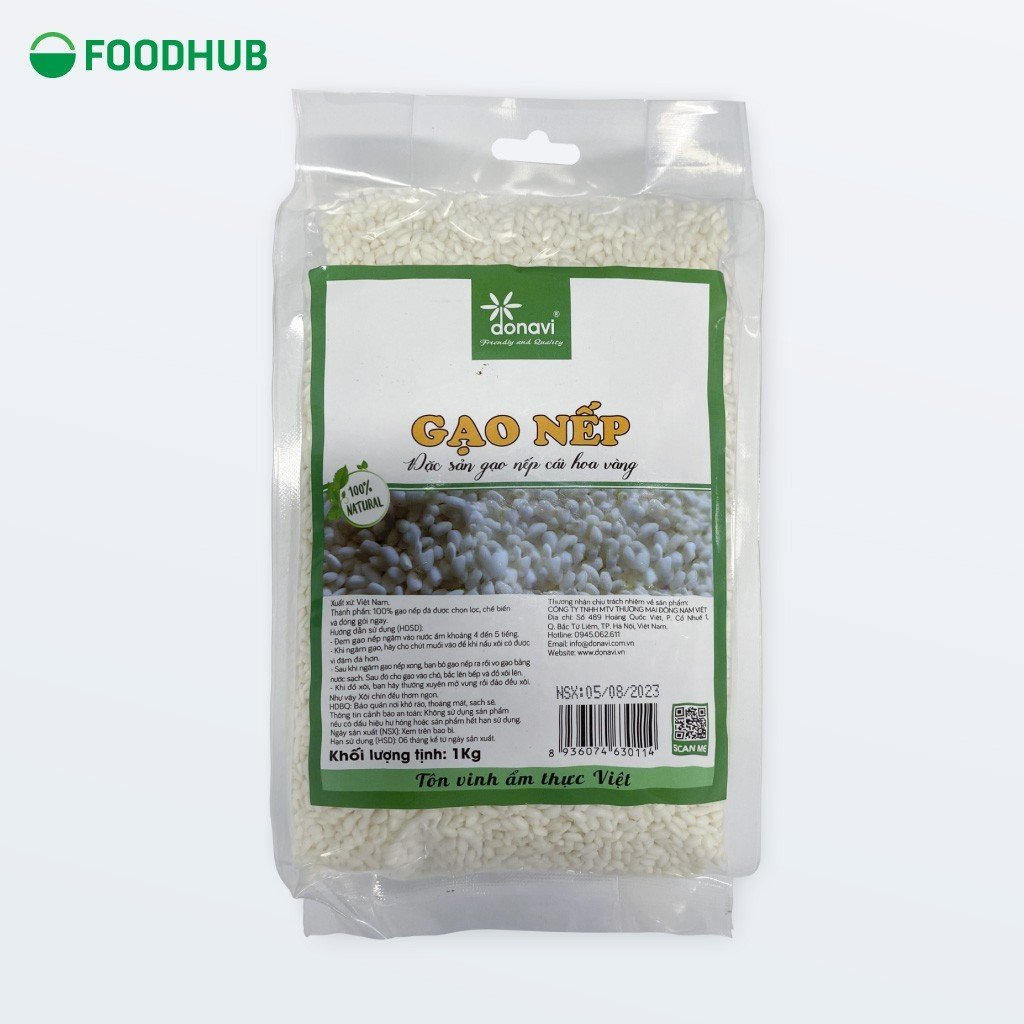 FOODHUB
donavi®
Friendly and Quality
GẠO NẾP
Đặc sản gạo nếp cái hoa vàng
100%
NATURAL
Xuất xứ: Việt Nam.
Thành phần: 100% gạo nếp đã được chọn lọc, chế biến
và đóng gói ngay.
Hướng dẫn sử dụng (HDSD):
- Đem gạo nếp ngâm vào nước ấm khoảng 4 đến 5 tiếng.
- Khi ngâm gạo, hãy cho chút muối vào để khi nấu xôi có được
vị đậm đà hơn.
- Sau khi ngâm gạo nếp xong, bạn bỏ gạo nếp ra rồi vo gạo bằng
nước sạch. Sau đó cho gạo vào chõ, bắc lên bếp và đồ xôi lên.
- Khi đồ xôi, bạn hãy thường xuyên mở vung rồi đảo đều xôi.
Như vậy Xôi chín đều thơm ngon.
HDBQ: Bảo quản nơi khô ráo, thoáng mát, sạch sẽ.
Thông tin cảnh báo an toàn: Không sử dụng sản phẩm
nếu có dấu hiệu hư hỏng hoặc sản phẩm hết hạn sử dụng.
Ngày sản xuất (NSX): Xem trên bao bì.
Hạn sử dụng (HSD): 06 tháng kể từ ngày sản xuất.
Khối lượng tịnh: 1Kg
Thương nhân chịu trách nhiệm về sản phẩm:
CÔNG TY TNHH MTV THƯƠNG MẠI ĐÔNG NAM VIỆT
Địa chỉ: Số 489 Hoàng Quốc Việt, P. Cổ Nhuế 1,
Q. Bắc Từ Liêm, TP. Hà Nội, Việt Nam.
Hotline: 0945.062.611
Email: info@donavi.com.vn
Website: www.donavi.vn
NSX:05/08/2023
8 936074 630114
SCAN ME
Tôn vinh ẩm thực Việt